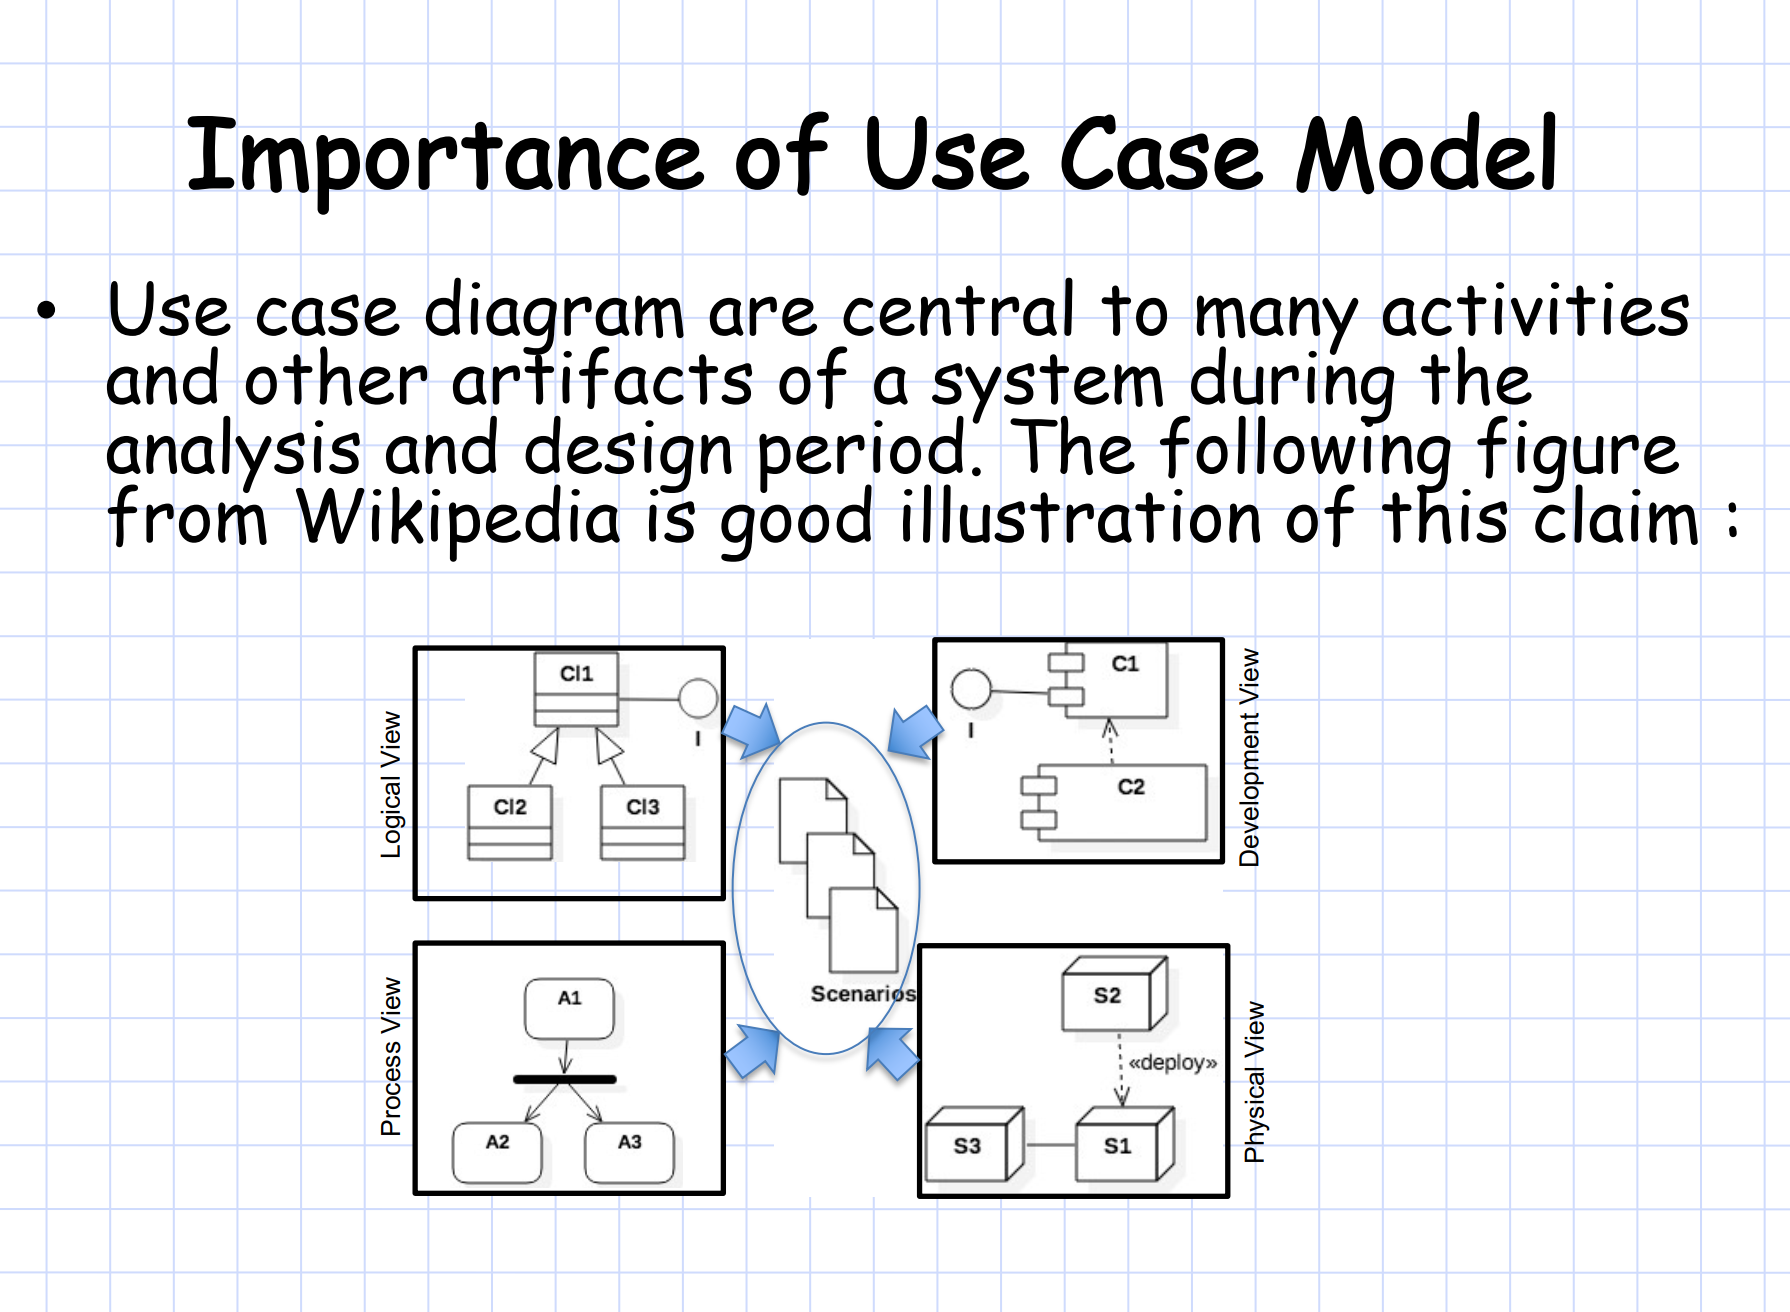 Importance of Use Case Model
• Use case diagram are central to many activities
and other artifacts of a system during the
analysis and design period. The following figure
from Wikipedia is good illustration of this claim :
Logical View
Cl1
I
Cl2
Cl3
Development View
C1
I
C2
Scenarios
Process View
A1
A2
A3
Physical View
S2
«deploy»
S3
S1